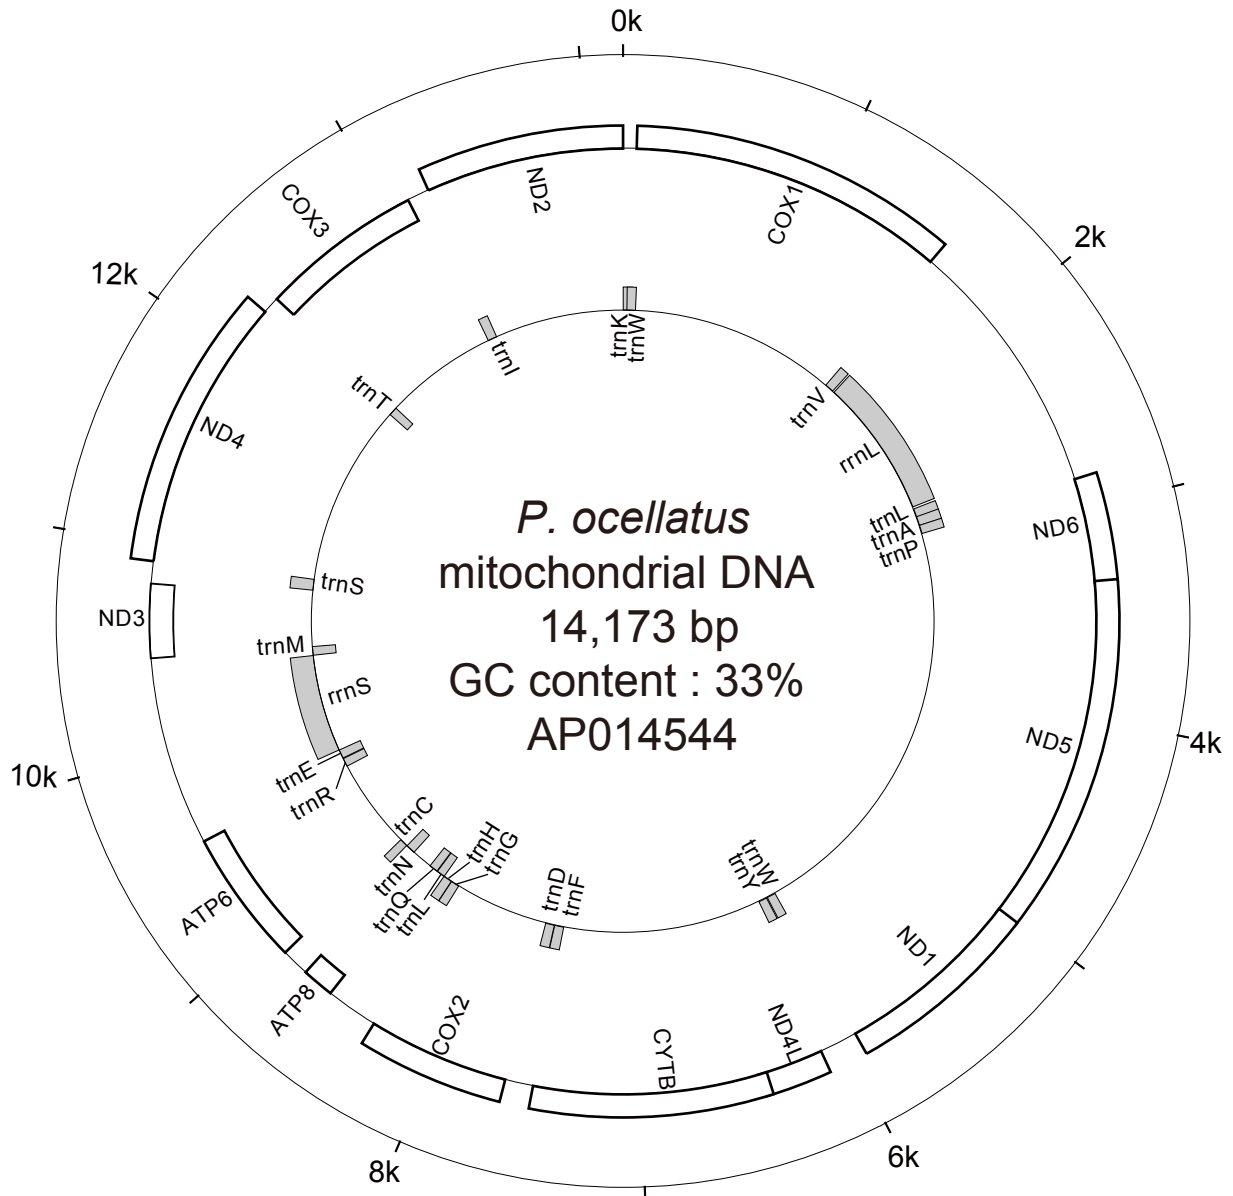 0k
2k
4k
6k
8k
10k
12k
COX1
ND6
ND5
ND1
ND4L
CYTB
COX2
ATP8
ATP6
ND3
ND4
COX3
ND2
trnK
trnW
trnV
rrnL
trnL
trnA
trnP
trnW
trnY
trnF
trnD
trnG
trnH
trnL
trnQ
trnN
trnC
trnR
trnE
rrnS
trnM
trnS
trnT
trnI
P. ocellatus
mitochondrial DNA
14,173 bp
GC content : 33%
AP014544